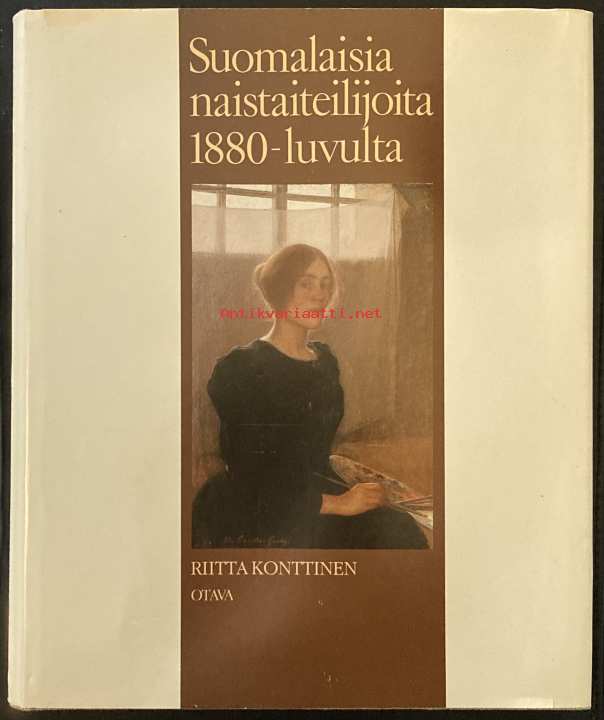 Suomalaisia
naistaiteilijoita
1880-luvulta
Antikvariaatti.net
RIITTA KONTTINEN
OTAVA